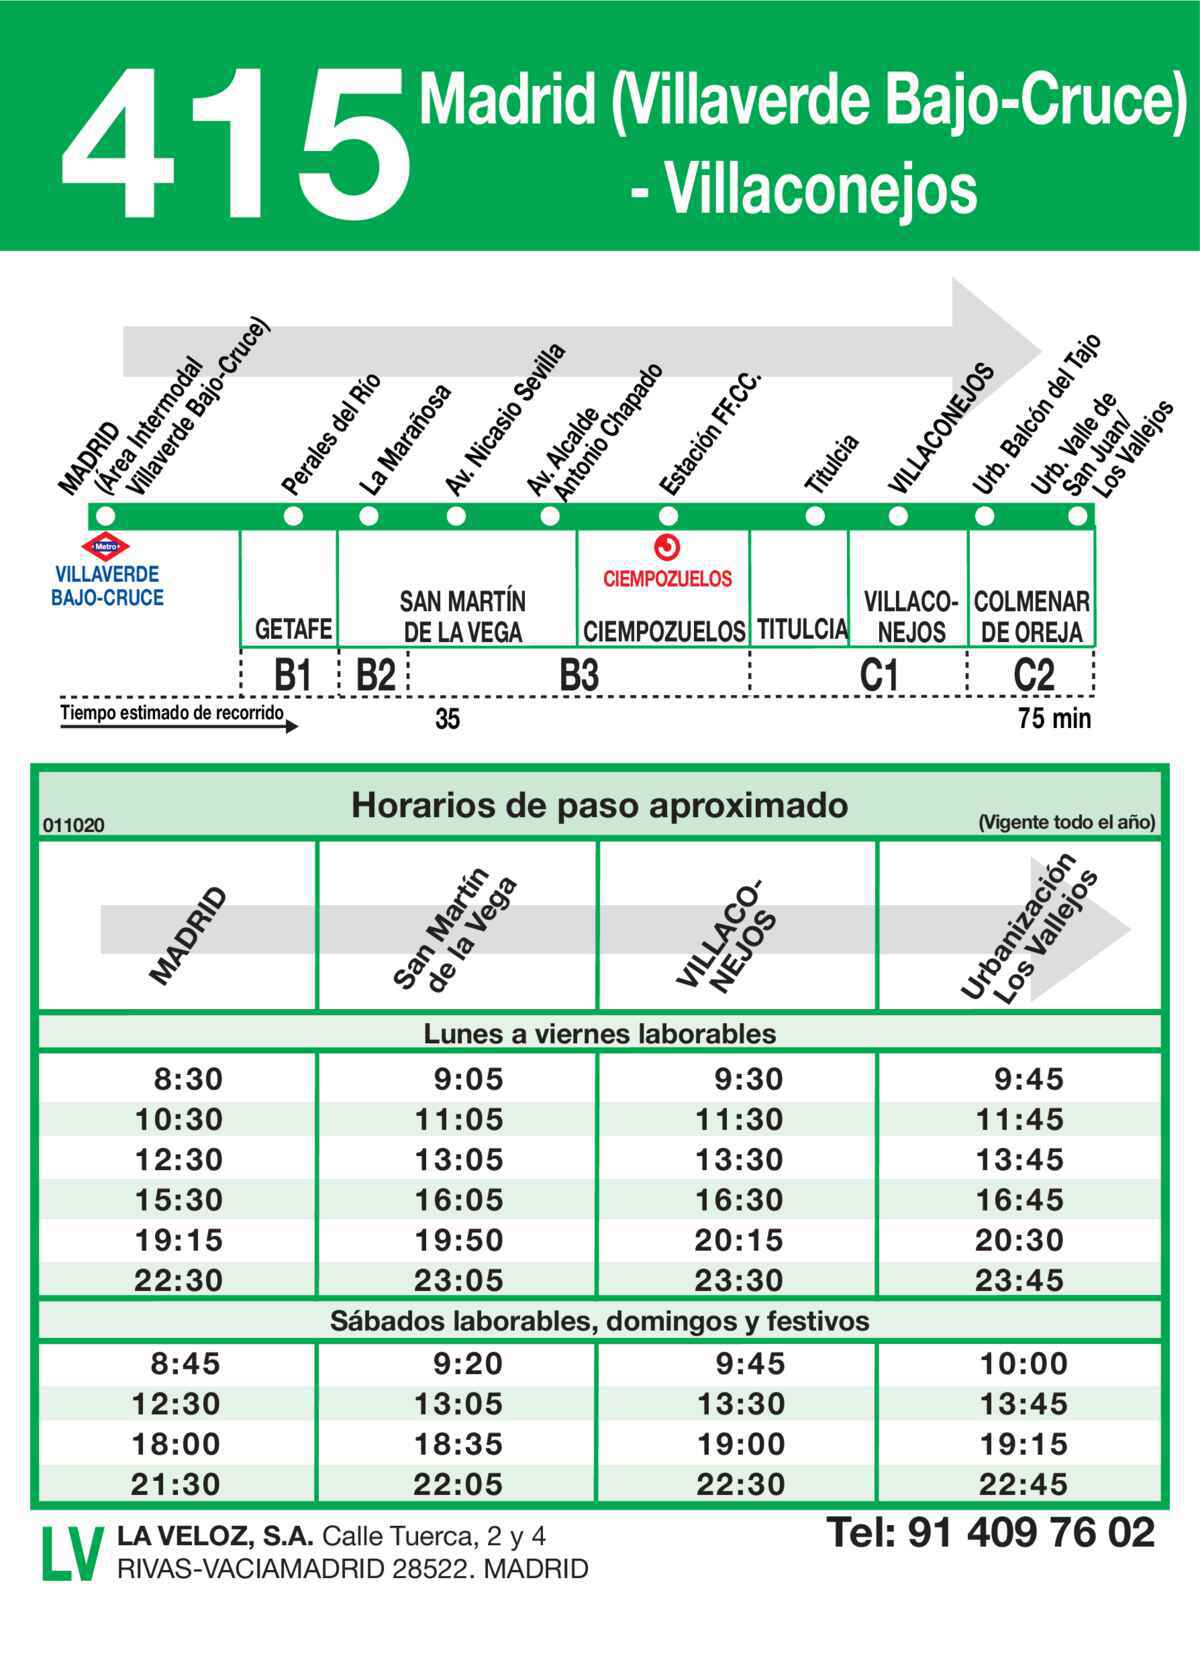 415
Madrid (Villaverde Bajo-Cruce)
- Villaconejos
MADRID
(Área Intermodal
Villaverde Bajo-Cruce)
Perales del Río
La Marañosa
Av. Nicasio Sevilla
Av. Alcalde
Antonio Chapado
Estación FF.CC.
Titulcia
VILLACONEJOS
Urb. Balcón del Tajo
Urb. Valle de
San Juan/
Los Vallejos
Metro
VILLAVERDE
BAJO-CRUCE
CIEMPOZUELOS
GETAFE
SAN MARTÍN
DE LA VEGA
CIEMPOZUELOS
TITULCIA
VILLACO-
NEJOS
COLMENAR
DE OREJA
B1 B2 B3 C1 C2
Tiempo estimado de recorrido 35 75 min
Horarios de paso aproximado
011020 (Vigente todo el año)
MADRID
San Martín
de la Vega
VILLACO-
NEJOS
Urbanización
Los Vallejos
Lunes a viernes laborables
8:30 9:05 9:30 9:45
10:30 11:05 11:30 11:45
12:30 13:05 13:30 13:45
15:30 16:05 16:30 16:45
19:15 19:50 20:15 20:30
22:30 23:05 23:30 23:45
Sábados laborables, domingos y festivos
8:45 9:20 9:45 10:00
12:30 13:05 13:30 13:45
18:00 18:35 19:00 19:15
21:30 22:05 22:30 22:45
LV
LA VELOZ, S.A. Calle Tuerca, 2 y 4
RIVAS-VACIAMADRID 28522. MADRID
Tel: 91 409 76 02